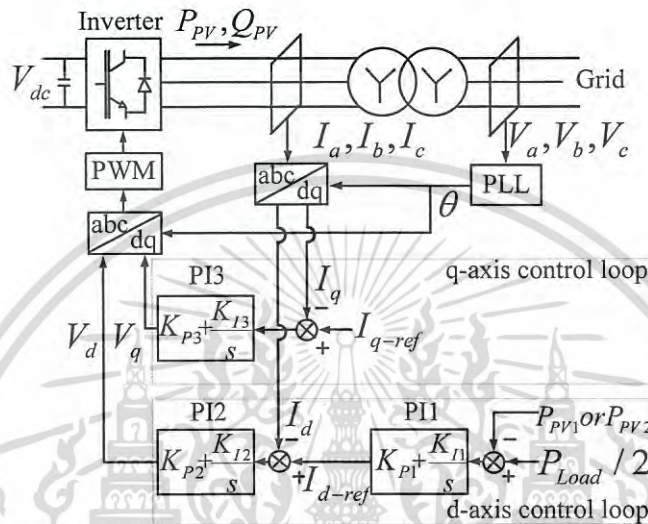 Inverter
P_PV, Q_PV
V_dc
Y Y
Grid
I_a, I_b, I_c
V_a, V_b, V_c
PWM
abc
dq
PLL
θ
abc
dq
q-axis control loop
PI3
I_q
V_d
V_q
K_P3+K_I3/s
-
+
I_q-ref
PI2
I_d
PI1
P_PV1 or P_PV2
K_P2+K_I2/s
-
+
I_d-ref
K_P1+K_I1/s
-
+
P_Load /2
d-axis control loop